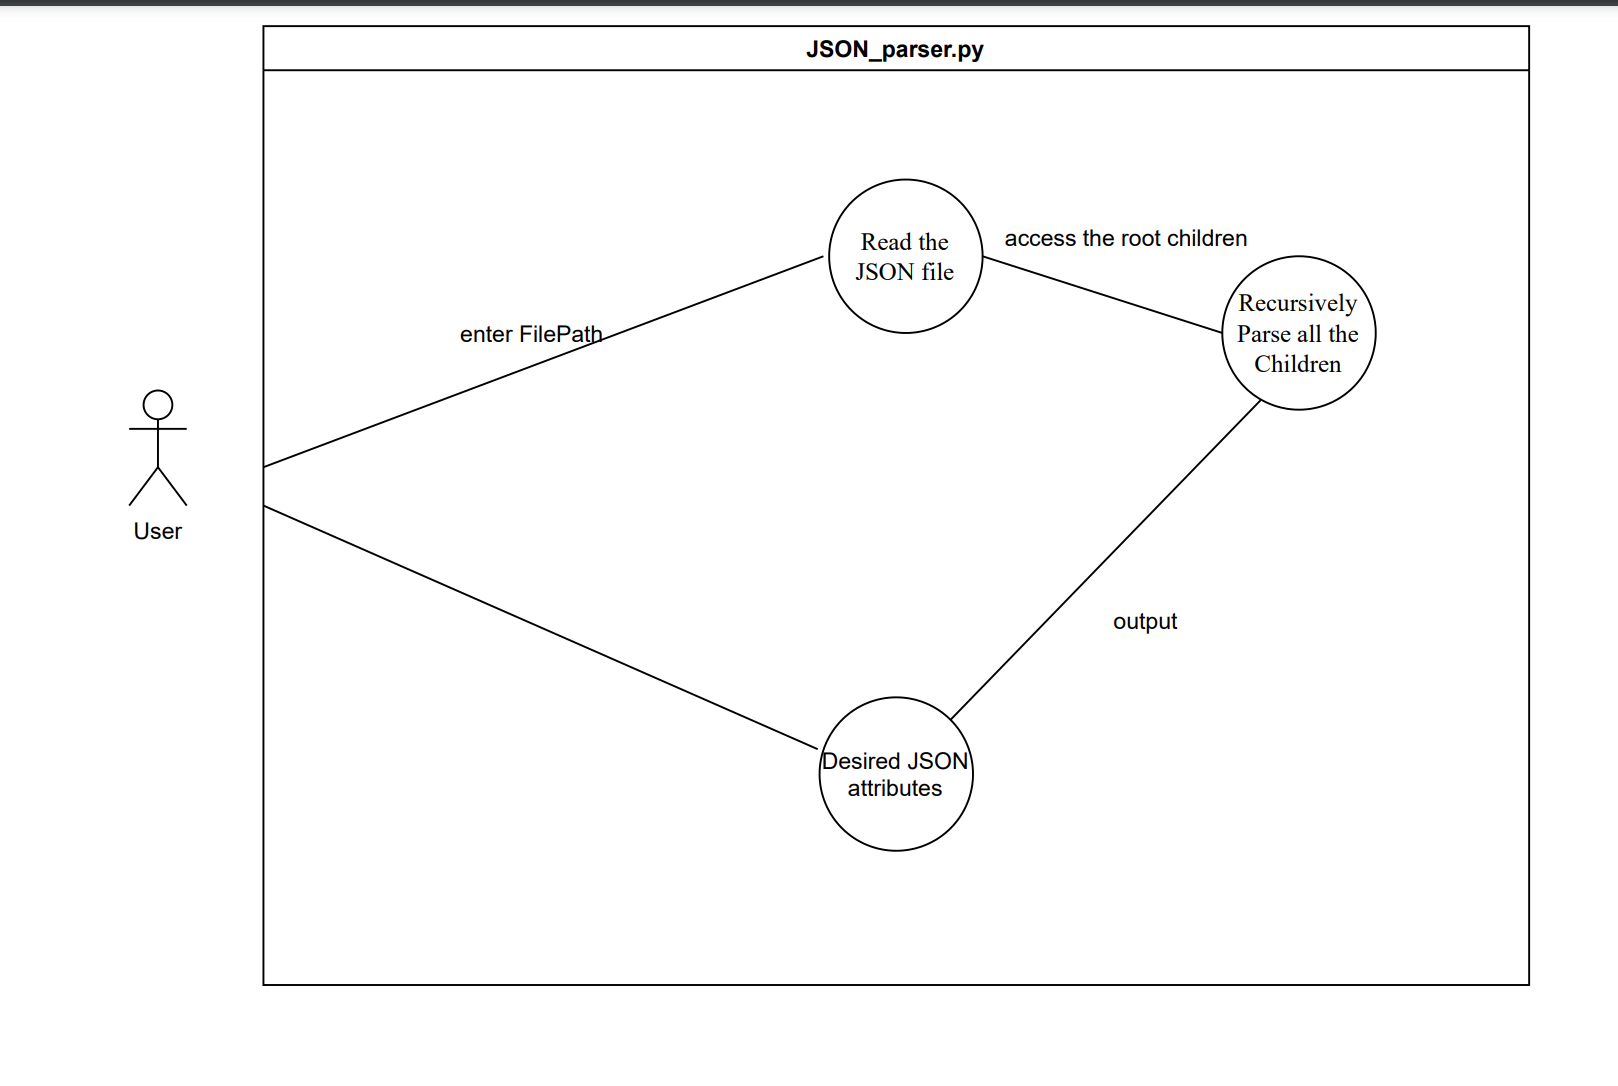 JSON_parser.py
Read the
JSON file
access the root children
Recursively
Parse all the
Children
enter FilePath
User
output
Desired JSON
attributes